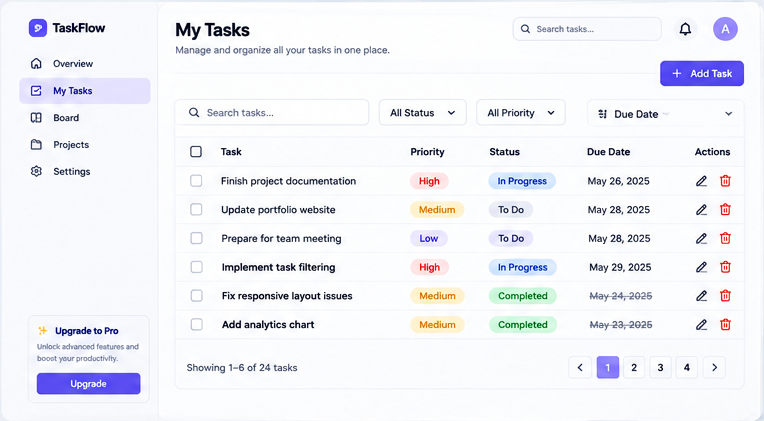 TaskFlow
Overview
My Tasks
Board
Projects
Settings
Upgrade to Pro
Unlock advanced features and
boost your productivity.
Upgrade
My Tasks
Manage and organize all your tasks in one place.
Search tasks...
A
+ Add Task
Search tasks...
All Status
All Priority
Due Date
Task Priority Status Due Date Actions
Finish project documentation High In Progress May 26, 2025
Update portfolio website Medium To Do May 28, 2025
Prepare for team meeting Low To Do May 28, 2025
Implement task filtering High In Progress May 29, 2025
Fix responsive layout issues Medium Completed May 24, 2025
Add analytics chart Medium Completed May 23, 2025
Showing 1–6 of 24 tasks
1 2 3 4